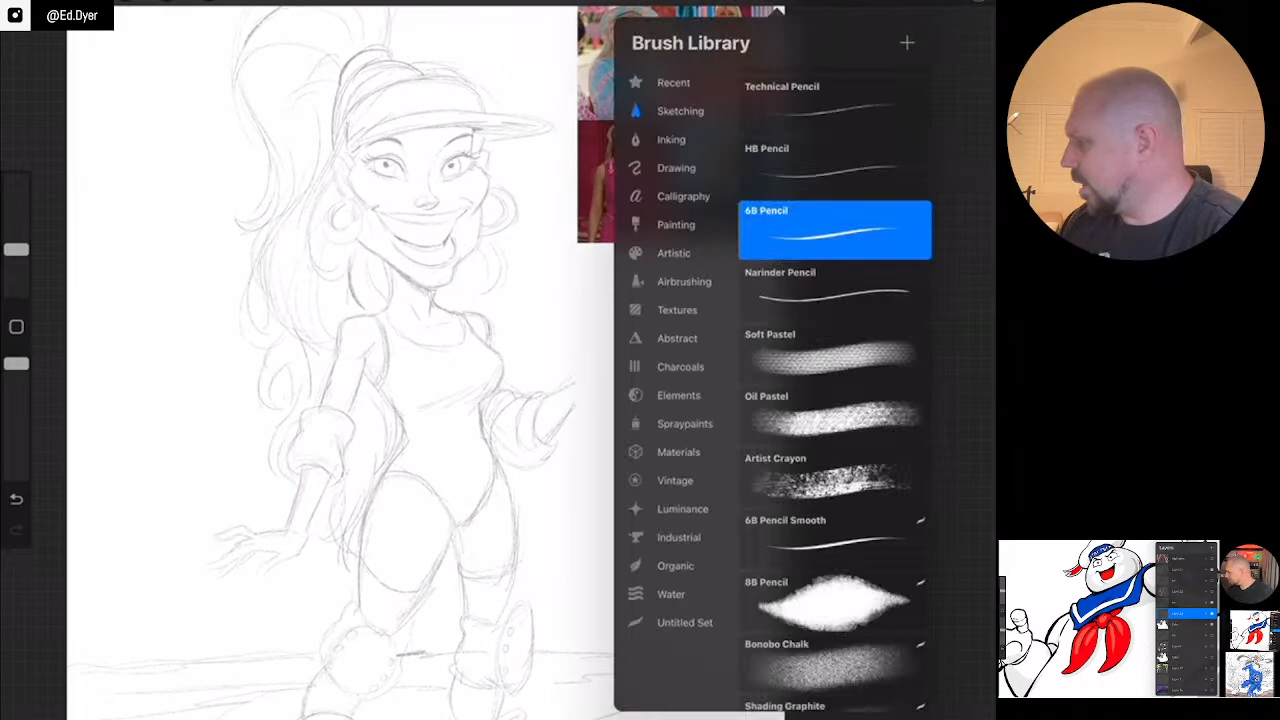 @Ed.Dyer
Brush Library
Recent
Sketching
Inking
Drawing
Calligraphy
Painting
Artistic
Airbrushing
Textures
Abstract
Charcoals
Elements
Spraypaints
Materials
Vintage
Luminance
Industrial
Organic
Water
Untitled Set
Technical Pencil
HB Pencil
6B Pencil
Narinder Pencil
Soft Pastel
Oil Pastel
Artist Crayon
6B Pencil Smooth
8B Pencil
Bonobo Chalk
Shading Graphite
Layers